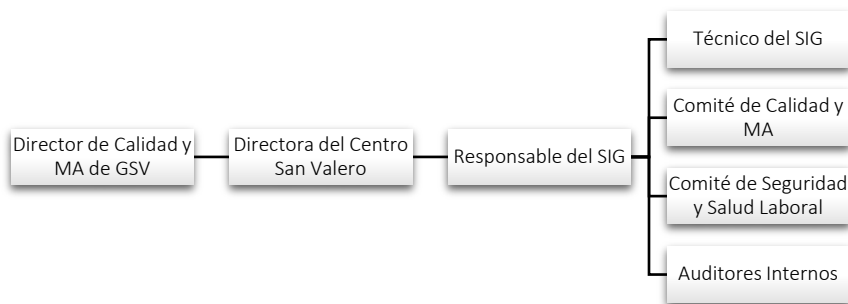 Director de Calidad y
MA de GSV
Directora del Centro
San Valero
Responsable del SIG
Técnico del SIG
Comité de Calidad y
MA
Comité de Seguridad
y Salud Laboral
Auditores Internos